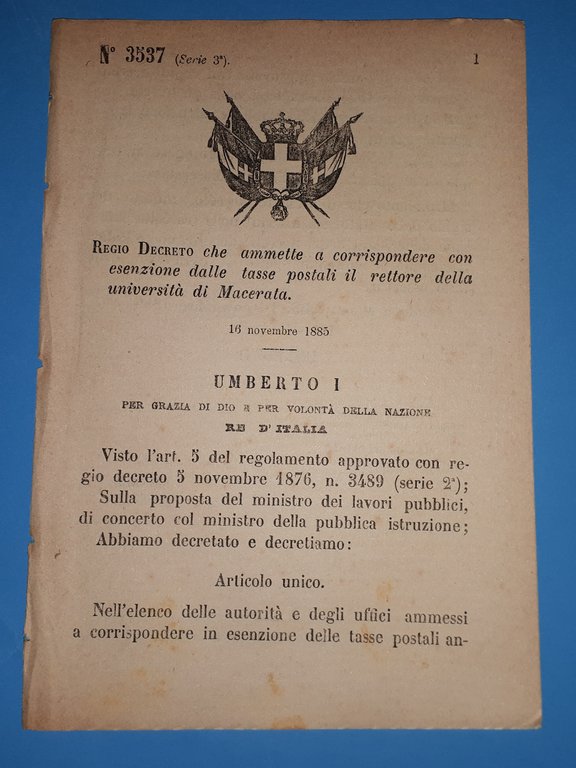 N° 3537 (Serie 3ª). 1
REGIO DECRETO che ammette a corrispondere con
esenzione dalle tasse postali il rettore della
università di Macerata.
16 novembre 1885
UMBERTO I
PER GRAZIA DI DIO E PER VOLONTÀ DELLA NAZIONE
RE D'ITALIA
Visto l'art. 5 del regolamento approvato con re-
gio decreto 5 novembre 1876, n. 3489 (serie 2ª);
Sulla proposta del ministro dei lavori pubblici,
di concerto col ministro della pubblica istruzione;
Abbiamo decretato e decretiamo:
Articolo unico.
Nell'elenco delle autorità e degli uffici ammessi
a corrispondere in esenzione delle tasse postali an-